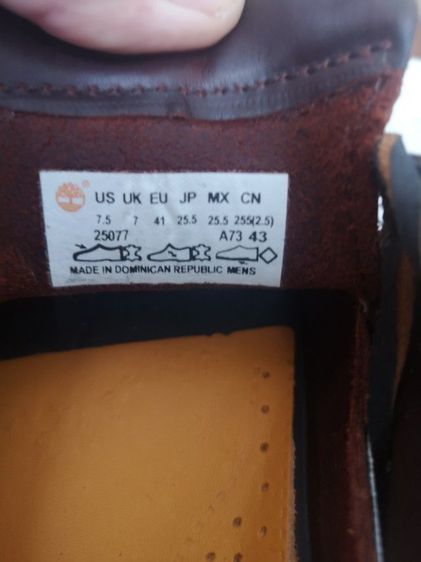 US UK EU JP MX CN
7.5 7 41 25.5 25.5 255(2.5)
25077 A73 43
MADE IN DOMINICAN REPUBLIC MENS